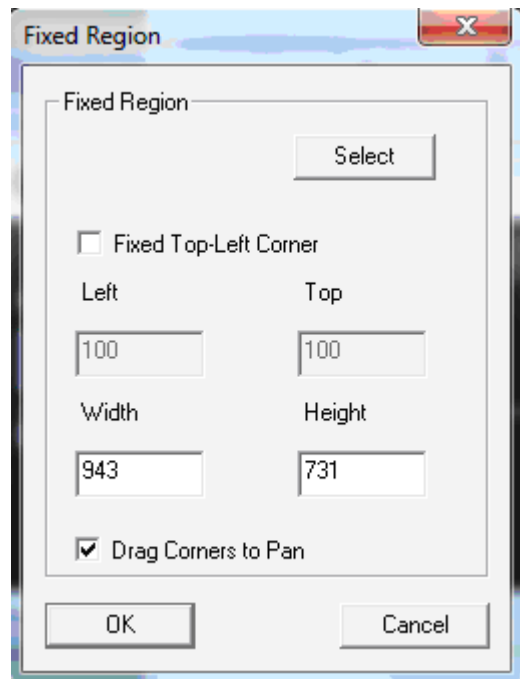 Fixed Region
Fixed Region
Select
Fixed Top-Left Corner
Left Top
100 100
Width Height
943 731
Drag Corners to Pan
OK Cancel